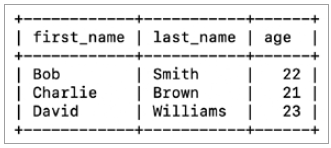 +------------+-----------+------+
| first_name | last_name | age  |
+------------+-----------+------+
| Bob        | Smith     |   22 |
| Charlie    | Brown     |   21 |
| David      | Williams  |   23 |
+------------+-----------+------+